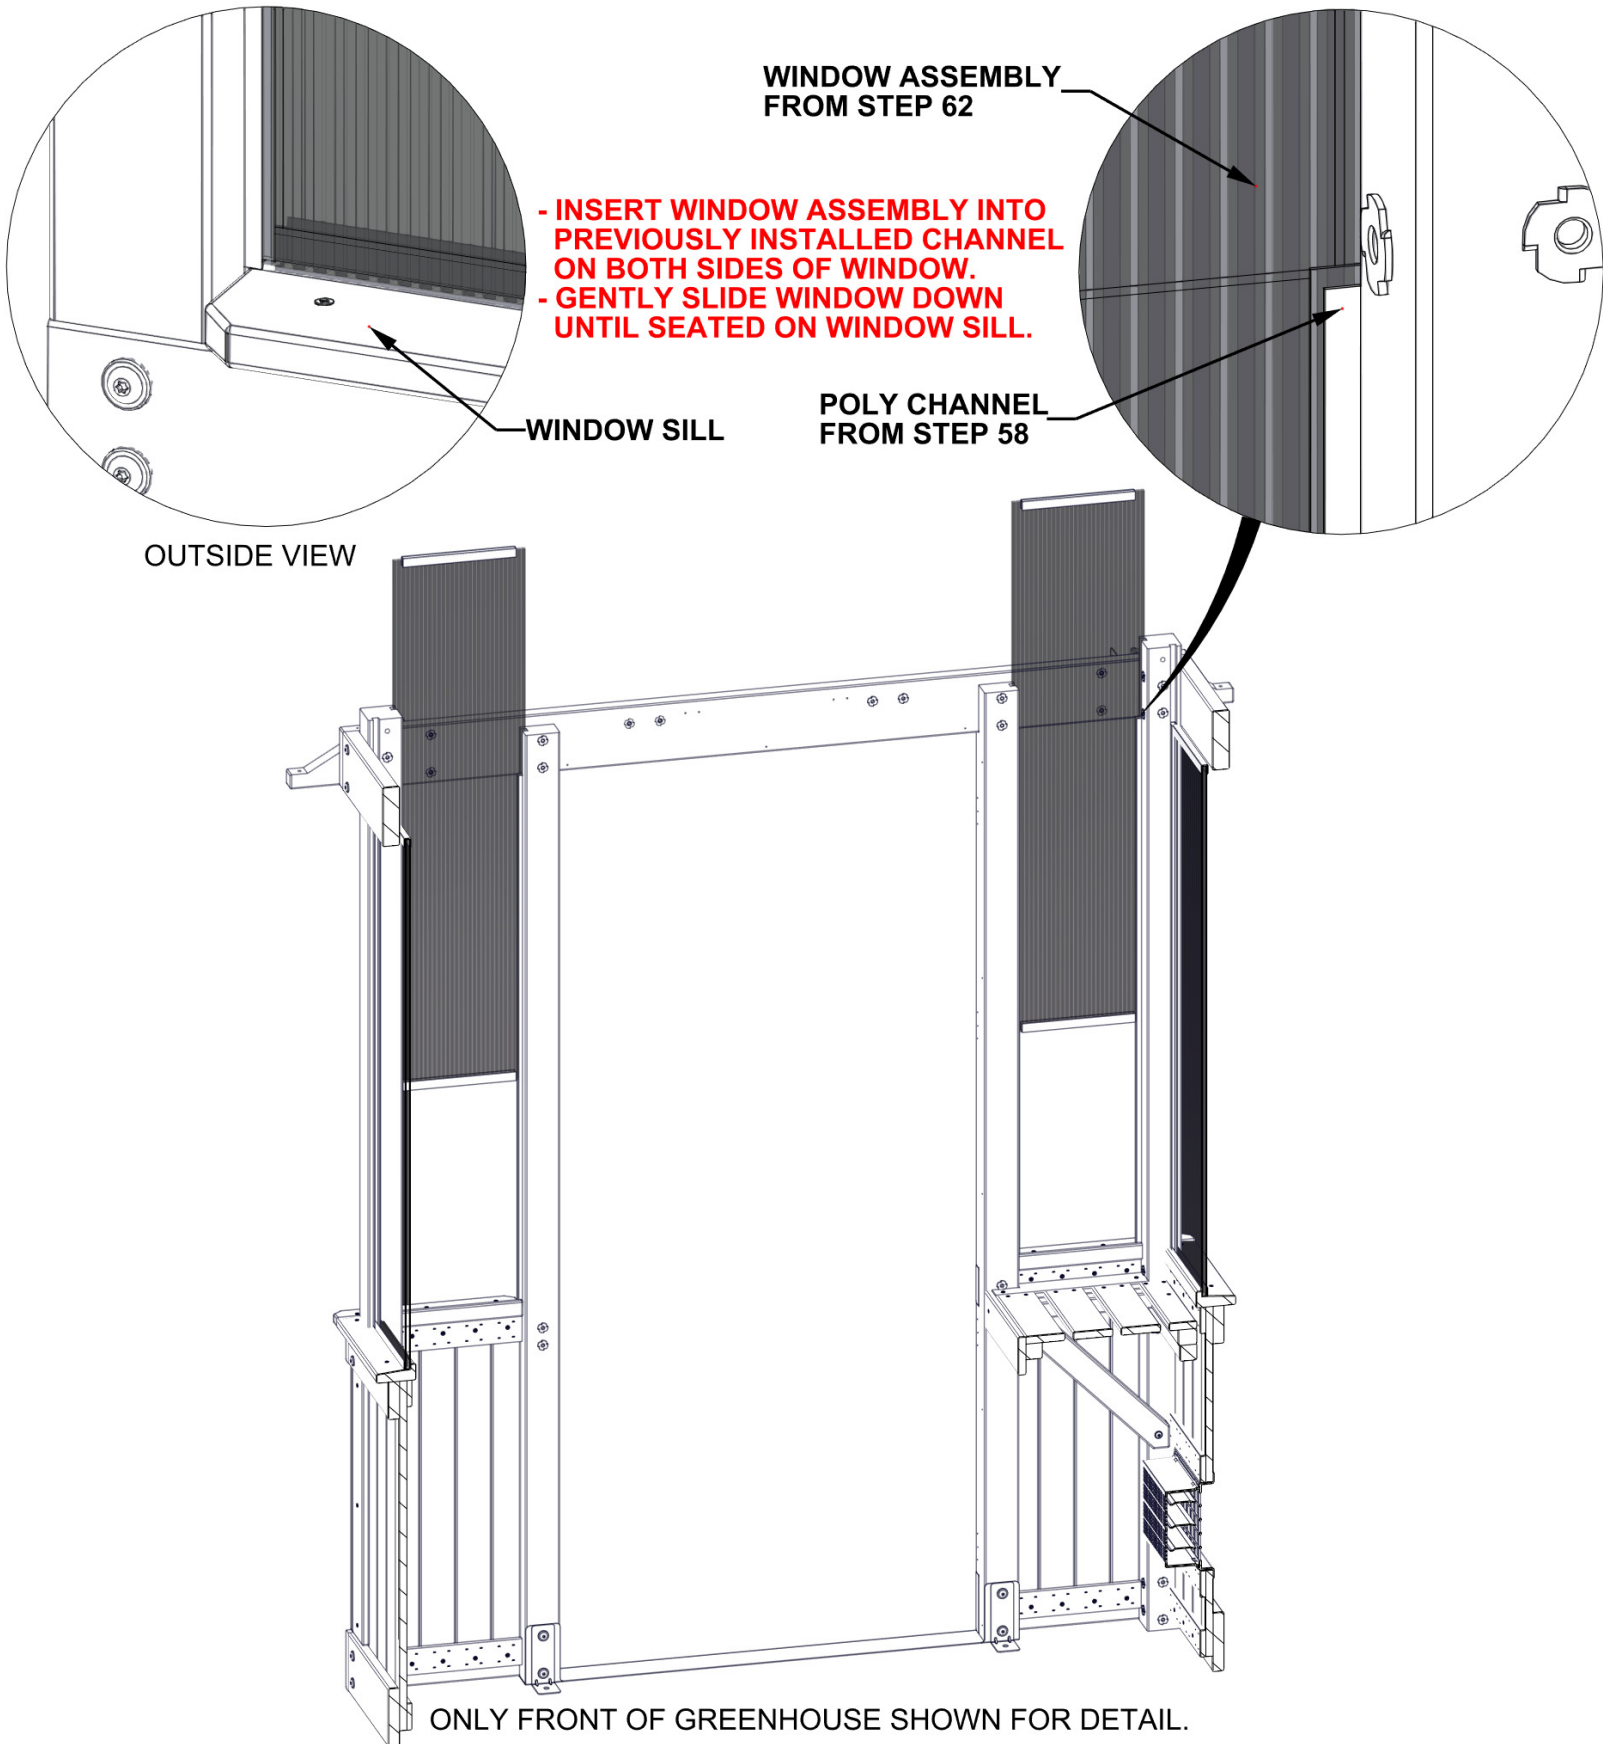 WINDOW ASSEMBLY
FROM STEP 62
- INSERT WINDOW ASSEMBLY INTO
PREVIOUSLY INSTALLED CHANNEL
ON BOTH SIDES OF WINDOW.
- GENTLY SLIDE WINDOW DOWN
UNTIL SEATED ON WINDOW SILL.
POLY CHANNEL
FROM STEP 58
WINDOW SILL
OUTSIDE VIEW
ONLY FRONT OF GREENHOUSE SHOWN FOR DETAIL.